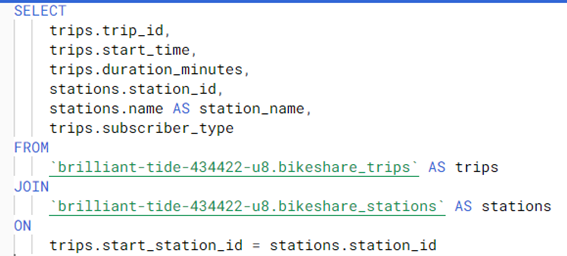 SELECT
trips.trip_id,
trips.start_time,
trips.duration_minutes,
stations.station_id,
stations.name AS station_name,
trips.subscriber_type
FROM
`brilliant-tide-434422-u8.bikeshare_trips` AS trips
JOIN
`brilliant-tide-434422-u8.bikeshare_stations` AS stations
ON
trips.start_station_id = stations.station_id